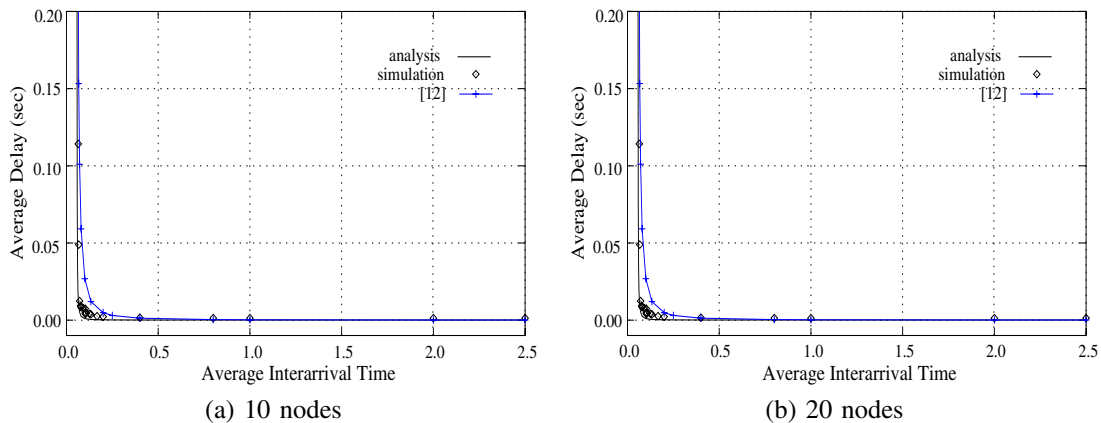 0.20
0.15
0.10
0.05
0.00
Average Delay (sec)
analysis
simulation
[12]
0.0 0.5 1.0 1.5 2.0 2.5
Average Interarrival Time
(a) 10 nodes
0.20
0.15
0.10
0.05
0.00
Average Delay (sec)
analysis
simulation
[12]
0.0 0.5 1.0 1.5 2.0 2.5
Average Interarrival Time
(b) 20 nodes